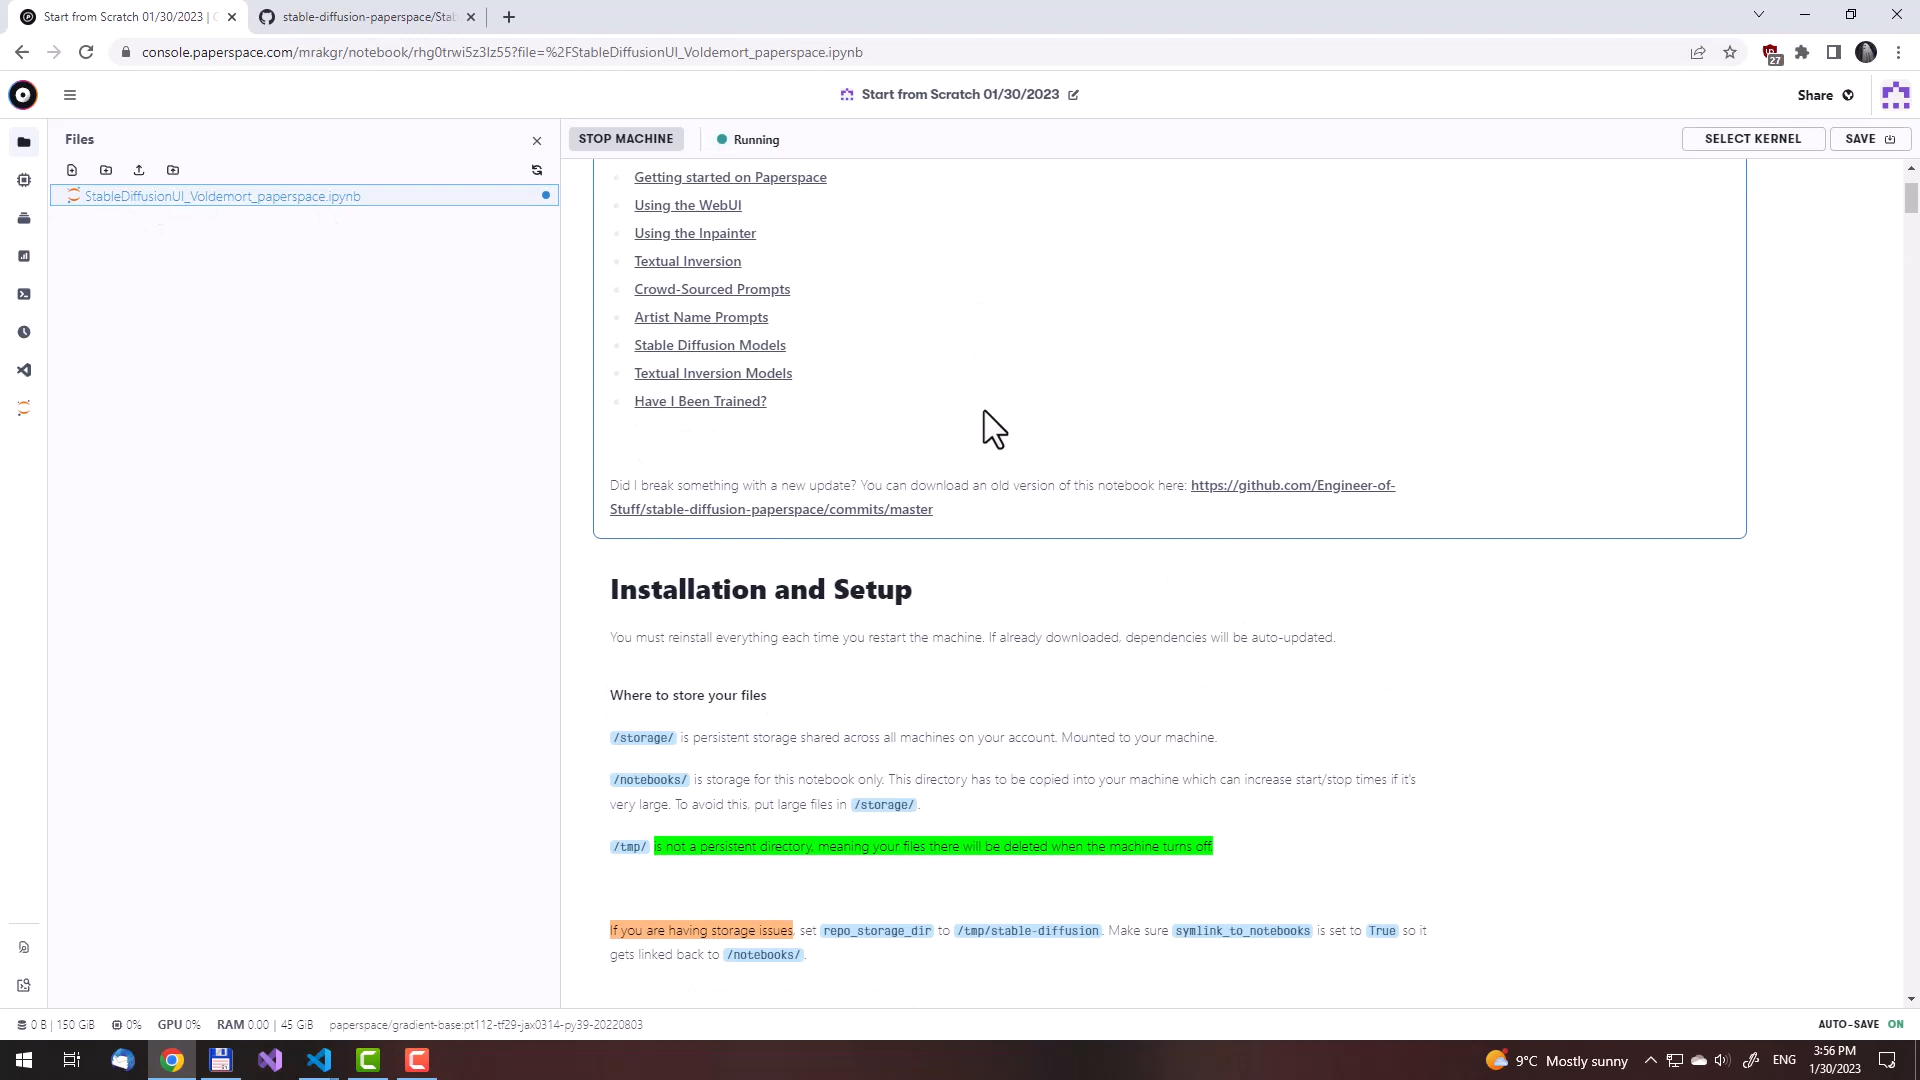 Start from Scratch 01/30/2023 |
stable-diffusion-paperspace/Stab
console.paperspace.com/mrakgr/notebook/rhg0trwi5z3lz55?file=%2FStableDiffusionUI_Voldemort_paperspace.ipynb
27
Start from Scratch 01/30/2023
Share
Files
STOP MACHINE
Running
SELECT KERNEL
SAVE
StableDiffusionUI_Voldemort_paperspace.ipynb
Getting started on Paperspace
Using the WebUI
Using the Inpainter
Textual Inversion
Crowd-Sourced Prompts
Artist Name Prompts
Stable Diffusion Models
Textual Inversion Models
Have I Been Trained?
Did I break something with a new update? You can download an old version of this notebook here: https://github.com/Engineer-of-
Stuff/stable-diffusion-paperspace/commits/master
Installation and Setup
You must reinstall everything each time you restart the machine. If already downloaded, dependencies will be auto-updated.
Where to store your files
/storage/ is persistent storage shared across all machines on your account. Mounted to your machine.
/notebooks/ is storage for this notebook only. This directory has to be copied into your machine which can increase start/stop times if it's
very large. To avoid this, put large files in /storage/.
/tmp/ is not a persistent directory, meaning your files there will be deleted when the machine turns off.
If you are having storage issues, set repo_storage_dir to /tmp/stable-diffusion. Make sure symlink_to_notebooks is set to True so it
gets linked back to /notebooks/.
0 B | 150 GiB
0%
GPU 0%
RAM 0.00 | 45 GiB
paperspace/gradient-base:pt112-tf29-jax0314-py39-20220803
AUTO-SAVE ON
9°C Mostly sunny
ENG
3:56 PM
1/30/2023